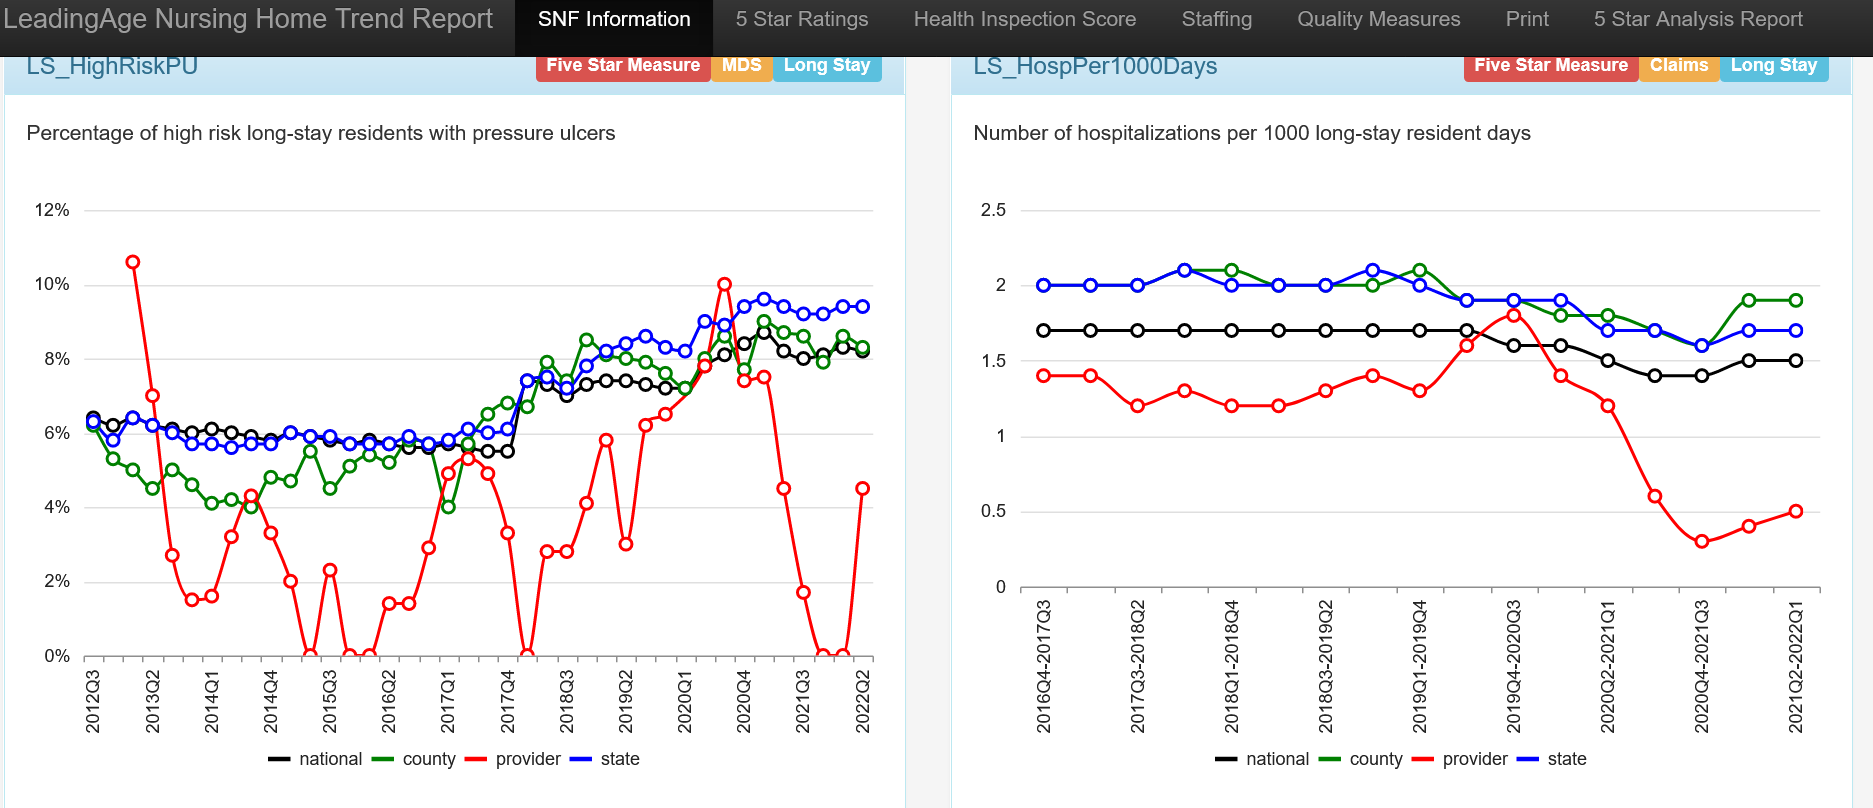 LeadingAge Nursing Home Trend Report SNF Information 5 Star Ratings Health Inspection Score Staffing Quality Measures Print 5 Star Analysis Report
LS_HighRiskPU Five Star Measure MDS Long Stay
Percentage of high risk long-stay residents with pressure ulcers
12%
10%
8%
6%
4%
2%
0%
2012Q3 2013Q2 2014Q1 2014Q4 2015Q3 2016Q2 2017Q1 2017Q4 2018Q3 2019Q2 2020Q1 2020Q4 2021Q3 2022Q2
national county provider state
LS_HospPer1000Days Five Star Measure Claims Long Stay
Number of hospitalizations per 1000 long-stay resident days
2.5
2
1.5
1
0.5
0
2016Q4-2017Q3 2017Q3-2018Q2 2018Q1-2018Q4 2018Q3-2019Q2 2019Q1-2019Q4 2019Q4-2020Q3 2020Q2-2021Q1 2020Q4-2021Q3 2021Q2-2022Q1
national county provider state